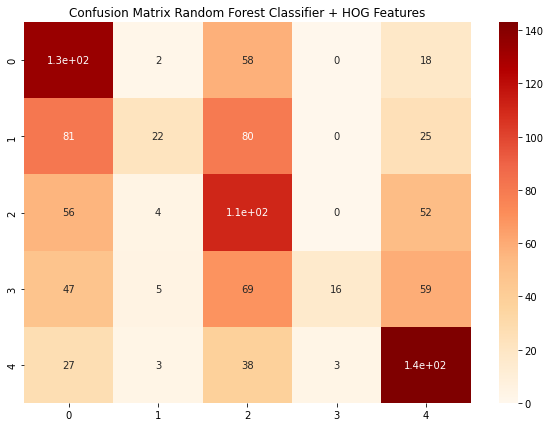 Confusion Matrix Random Forest Classifier + HOG Features
0 1.3e+02 2 58 0 18
1 81 22 80 0 25
2 56 4 1.1e+02 0 52
3 47 5 69 16 59
4 27 3 38 3 1.4e+02
0 1 2 3 4
140
120
100
80
60
40
20
0